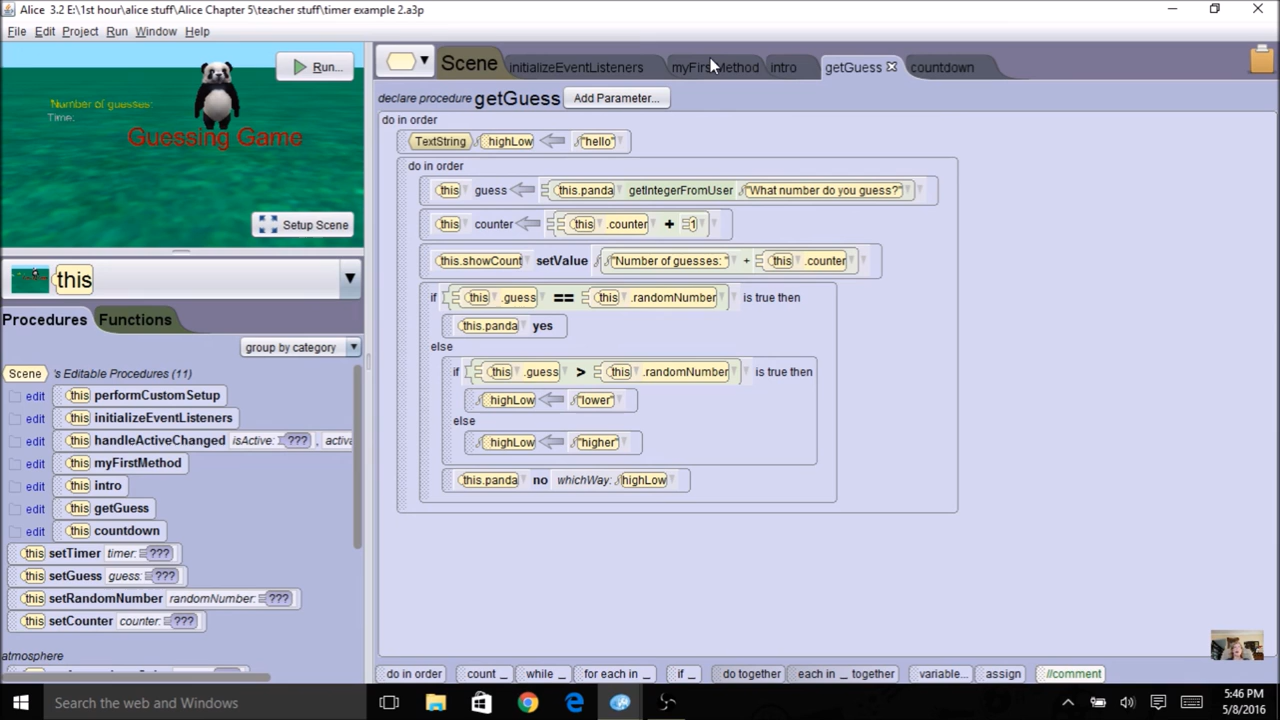 Alice 3.2 E:\1st hour\alice stuff\Alice Chapter 5\teacher stuff\timer example 2.a3p
File Edit Project Run Window Help
Run...
Number of guesses:
Time.
Guessing Game
Setup Scene
this
Procedures Functions
group by category
Scene 's Editable Procedures (11)
edit this performCustomSetup
edit this initializeEventListeners
edit this handleActiveChanged isActive: ??? , activa
edit this myFirstMethod
edit this intro
edit this getGuess
edit this countdown
this setTimer timer: ???
this setGuess guess: ???
this setRandomNumber randomNumber: ???
this setCounter counter: ???
atmosphere
Scene initializeEventListeners myFirstMethod intro getGuess countdown
declare procedure getGuess Add Parameter...
do in order
TextString highLow "hello"
do in order
this guess this.panda getIntegerFromUser "What number do you guess?"
this counter this .counter + 1
this.showCount setValue "Number of guesses: " + this .counter
if this .guess == this .randomNumber is true then
this.panda yes
else
if this .guess > this .randomNumber is true then
highLow "lower"
else
highLow "higher"
this.panda no whichWay: highLow
do in order count _ while _ for each in _ if _ do together each in _ together variable... assign //comment
Search the web and Windows
5:46 PM
5/8/2016